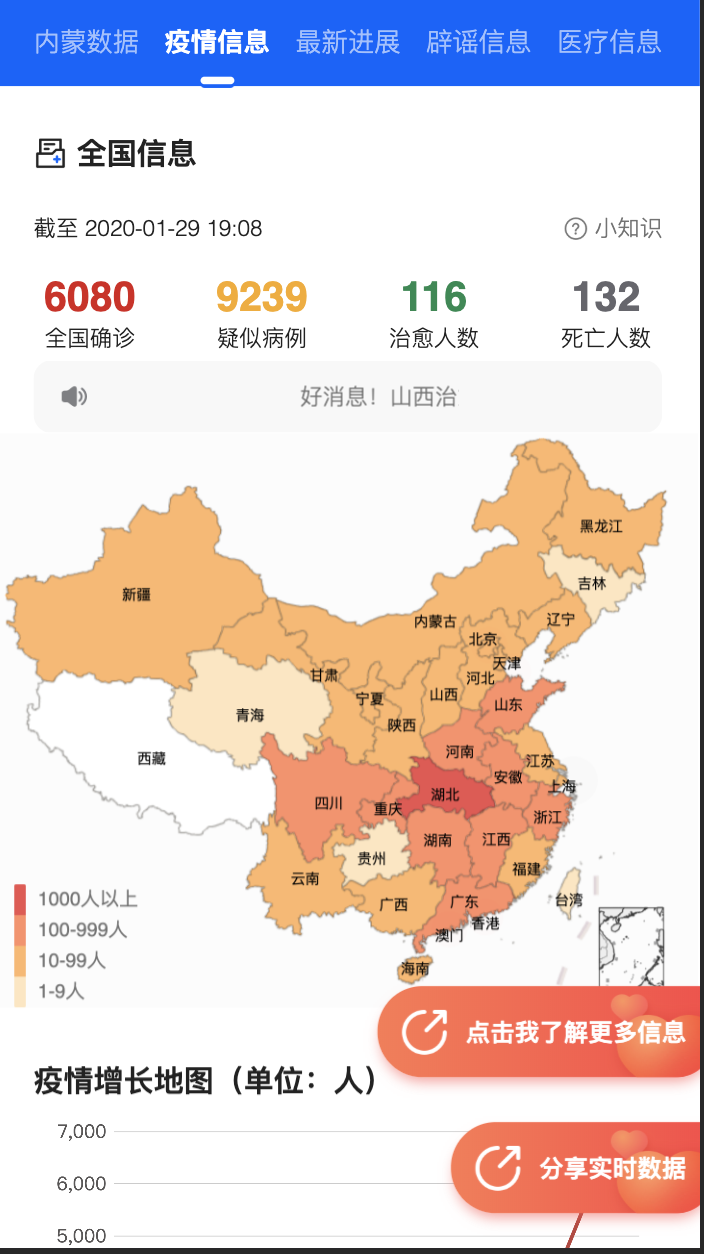 内蒙数据 疫情信息 最新进展 辟谣信息 医疗信息
全国信息
截至 2020-01-29 19:08 ? 小知识
6080 9239 116 132
全国确诊 疑似病例 治愈人数 死亡人数
好消息！山西治
黑龙江
吉林
新疆
辽宁
内蒙古
北京
天津
甘肃
河北
宁夏
山西
山东
青海
陕西
河南
西藏
江苏
安徽
上海
湖北
四川
重庆
浙江
湖南
江西
贵州
福建
云南
广西
广东
台湾
香港
澳门
海南
1000人以上
100-999人
10-99人
1-9人
点击我了解更多信息
疫情增长地图（单位：人）
7,000
分享实时数据
6,000
5,000